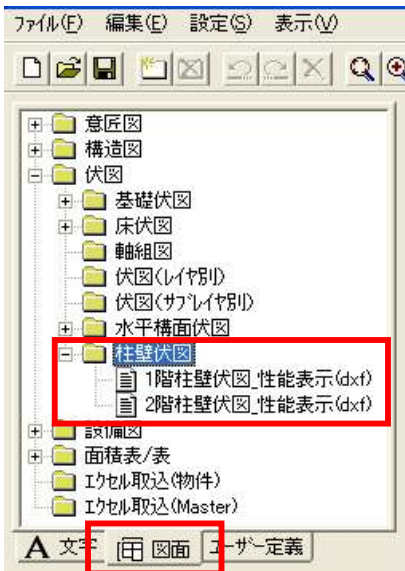 ファイル(F) 編集(E) 設定(S) 表示(V)
意匠図
構造図
伏図
基礎伏図
床伏図
軸組図
伏図(レイヤ別)
伏図(サブレイヤ別)
水平構面伏図
柱壁伏図
1階柱壁伏図_性能表示(dxf)
2階柱壁伏図_性能表示(dxf)
設備図
面積表/表
エクセル取込(物件)
エクセル取込(Master)
A 文字 図面 ユーザー定義